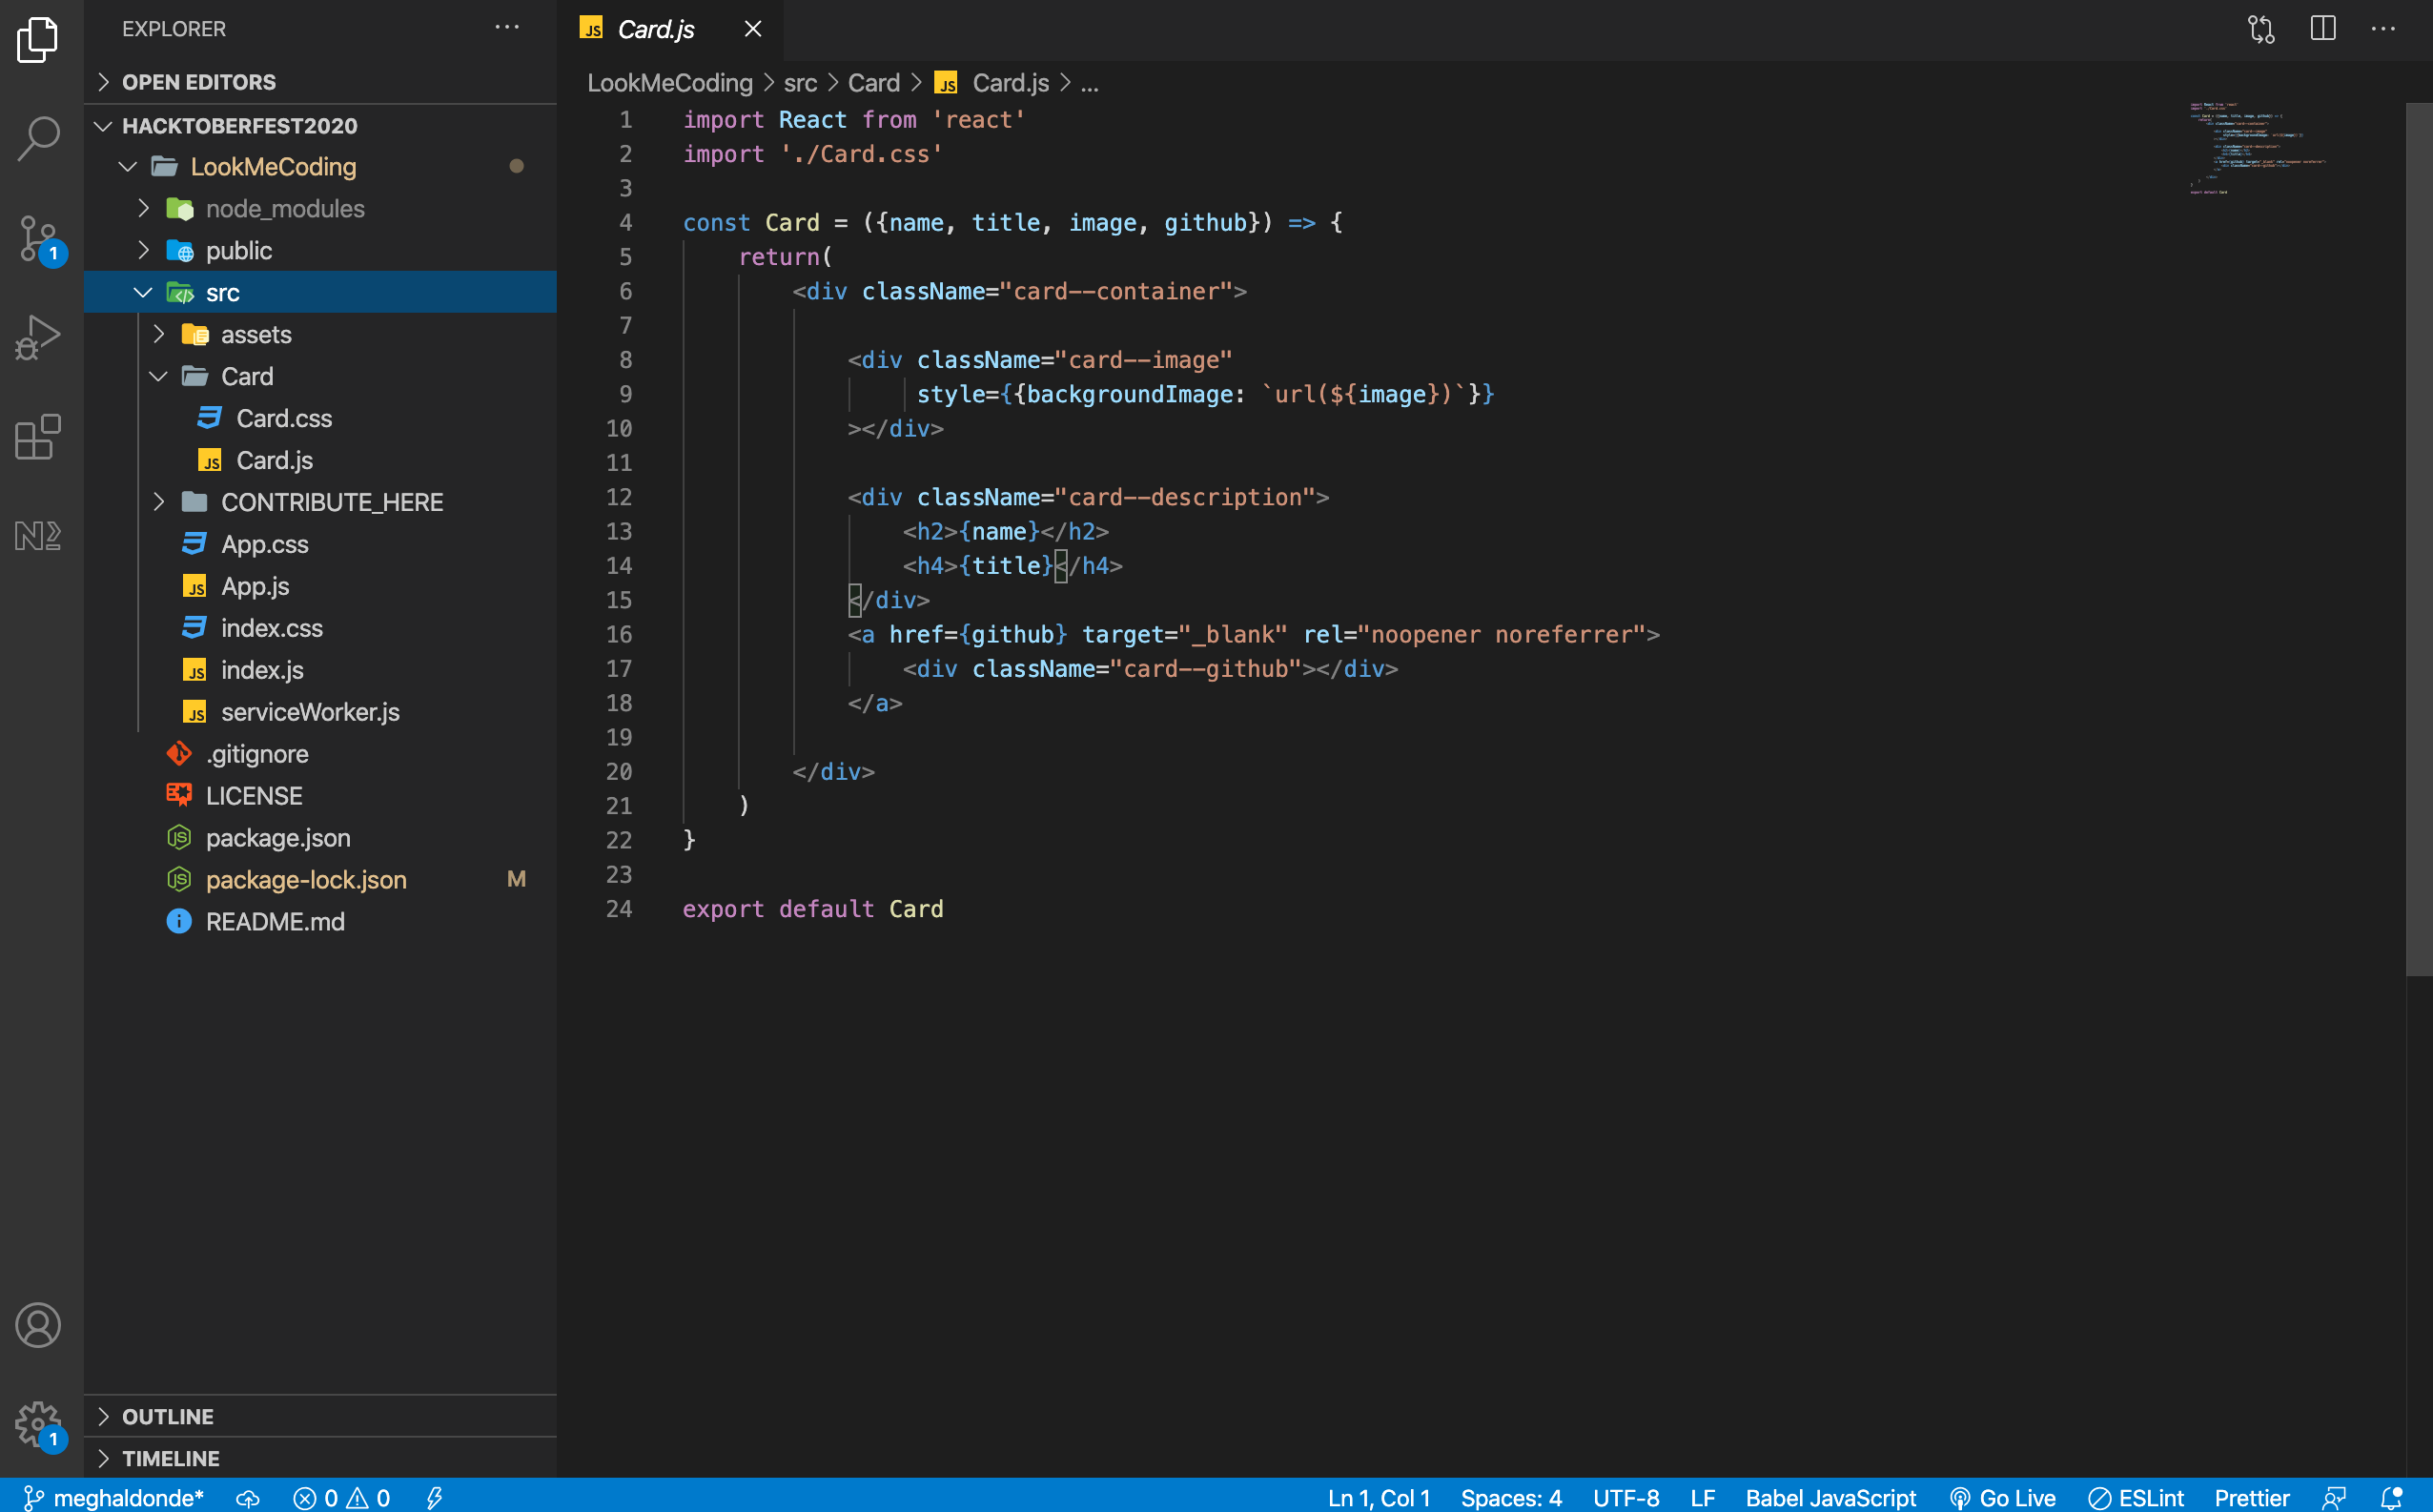 EXPLORER
OPEN EDITORS
HACKTOBERFEST2020
LookMeCoding
node_modules
public
src
assets
Card
Card.css
Card.js
CONTRIBUTE_HERE
App.css
App.js
index.css
index.js
serviceWorker.js
.gitignore
LICENSE
package.json
package-lock.json M
README.md
OUTLINE
TIMELINE
1
1
JS Card.js
LookMeCoding > src > Card > JS Card.js > ...
1 import React from 'react'
2 import './Card.css'
3
4 const Card = ({name, title, image, github}) => {
5 return(
6 <div className="card--container">
7
8 <div className="card--image"
9 style={{backgroundImage: `url(${image})`}}
10 ></div>
11
12 <div className="card--description">
13 <h2>{name}</h2>
14 <h4>{title}</h4>
15 </div>
16 <a href={github} target="_blank" rel="noopener noreferrer">
17 <div className="card--github"></div>
18 </a>
19
20 </div>
21 )
22 }
23
24 export default Card
meghaldonde* 0 0 Ln 1, Col 1 Spaces: 4 UTF-8 LF Babel JavaScript Go Live ESLint Prettier